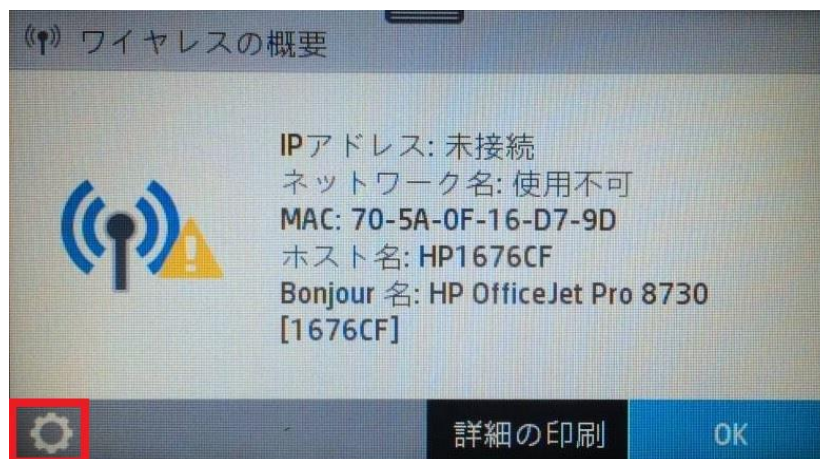 ワイヤレスの概要
IPアドレス: 未接続
ネットワーク名: 使用不可
MAC: 70-5A-0F-16-D7-9D
ホスト名: HP1676CF
Bonjour 名: HP OfficeJet Pro 8730
[1676CF]
詳細の印刷
OK